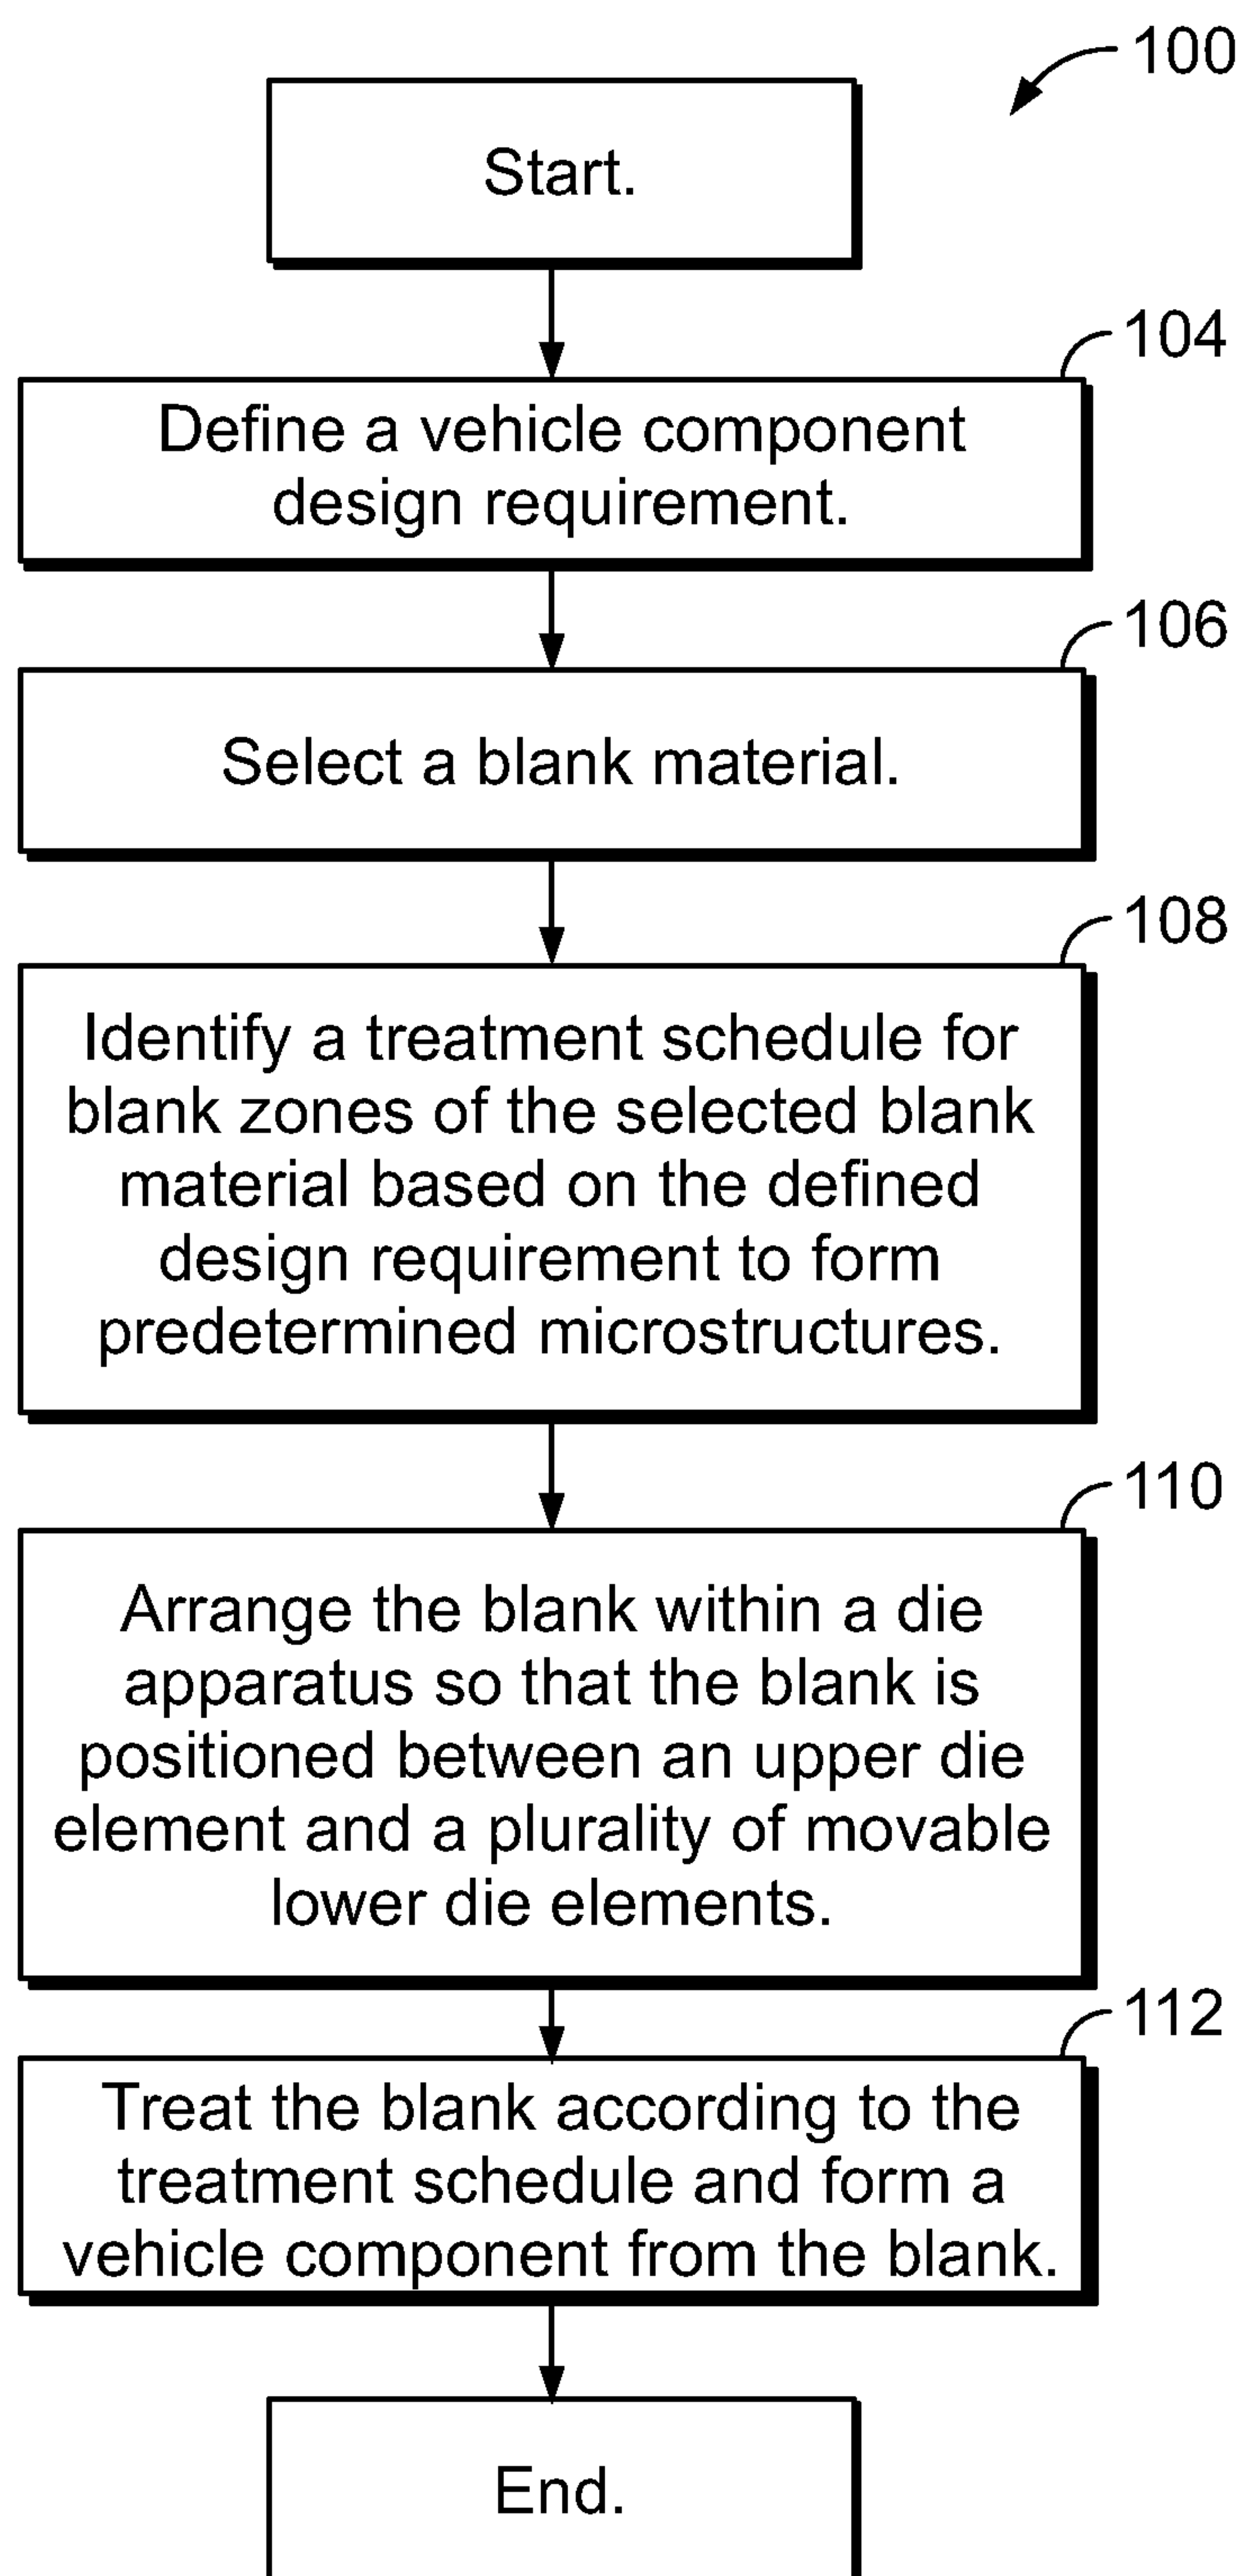 100
Start.
104
Define a vehicle component
design requirement.
106
Select a blank material.
108
Identify a treatment schedule for
blank zones of the selected blank
material based on the defined
design requirement to form
predetermined microstructures.
110
Arrange the blank within a die
apparatus so that the blank is
positioned between an upper die
element and a plurality of movable
lower die elements.
112
Treat the blank according to the
treatment schedule and form a
vehicle component from the blank.
End.